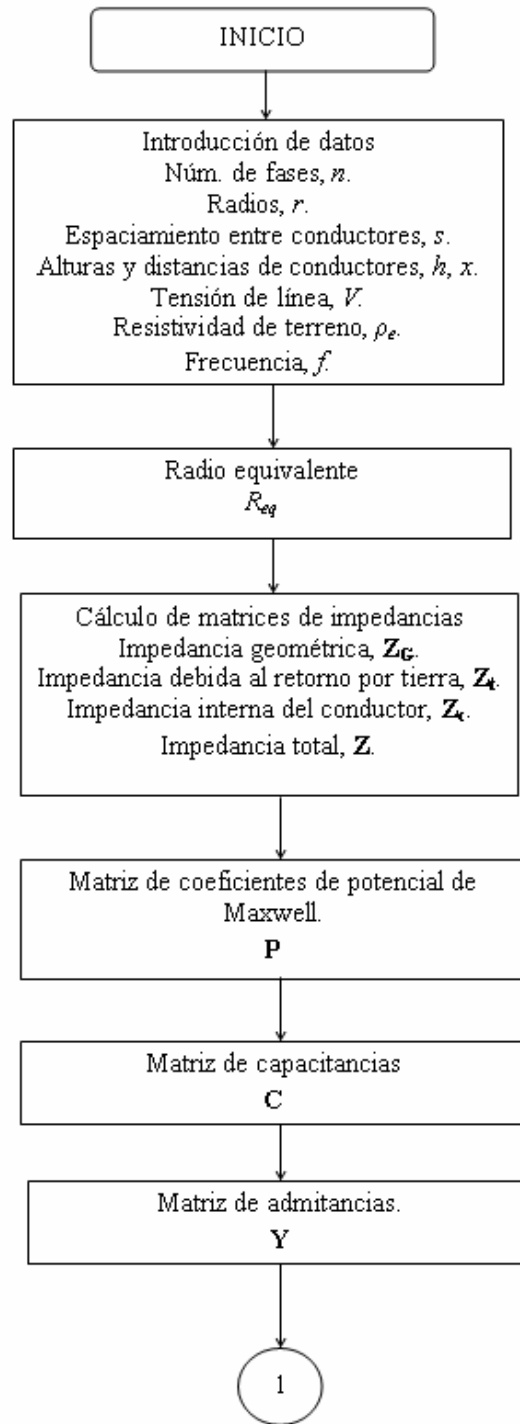 INICIO
Introducción de datos
Núm. de fases, n.
Radios, r.
Espaciamiento entre conductores, s.
Alturas y distancias de conductores, h, x.
Tensión de línea, V.
Resistividad de terreno, ρe.
Frecuencia, f.
Radio equivalente
Req
Cálculo de matrices de impedancias
Impedancia geométrica, ZG.
Impedancia debida al retorno por tierra, Zt.
Impedancia interna del conductor, Zc.
Impedancia total, Z.
Matriz de coeficientes de potencial de
Maxwell.
P
Matriz de capacitancias
C
Matriz de admitancias.
Y
1